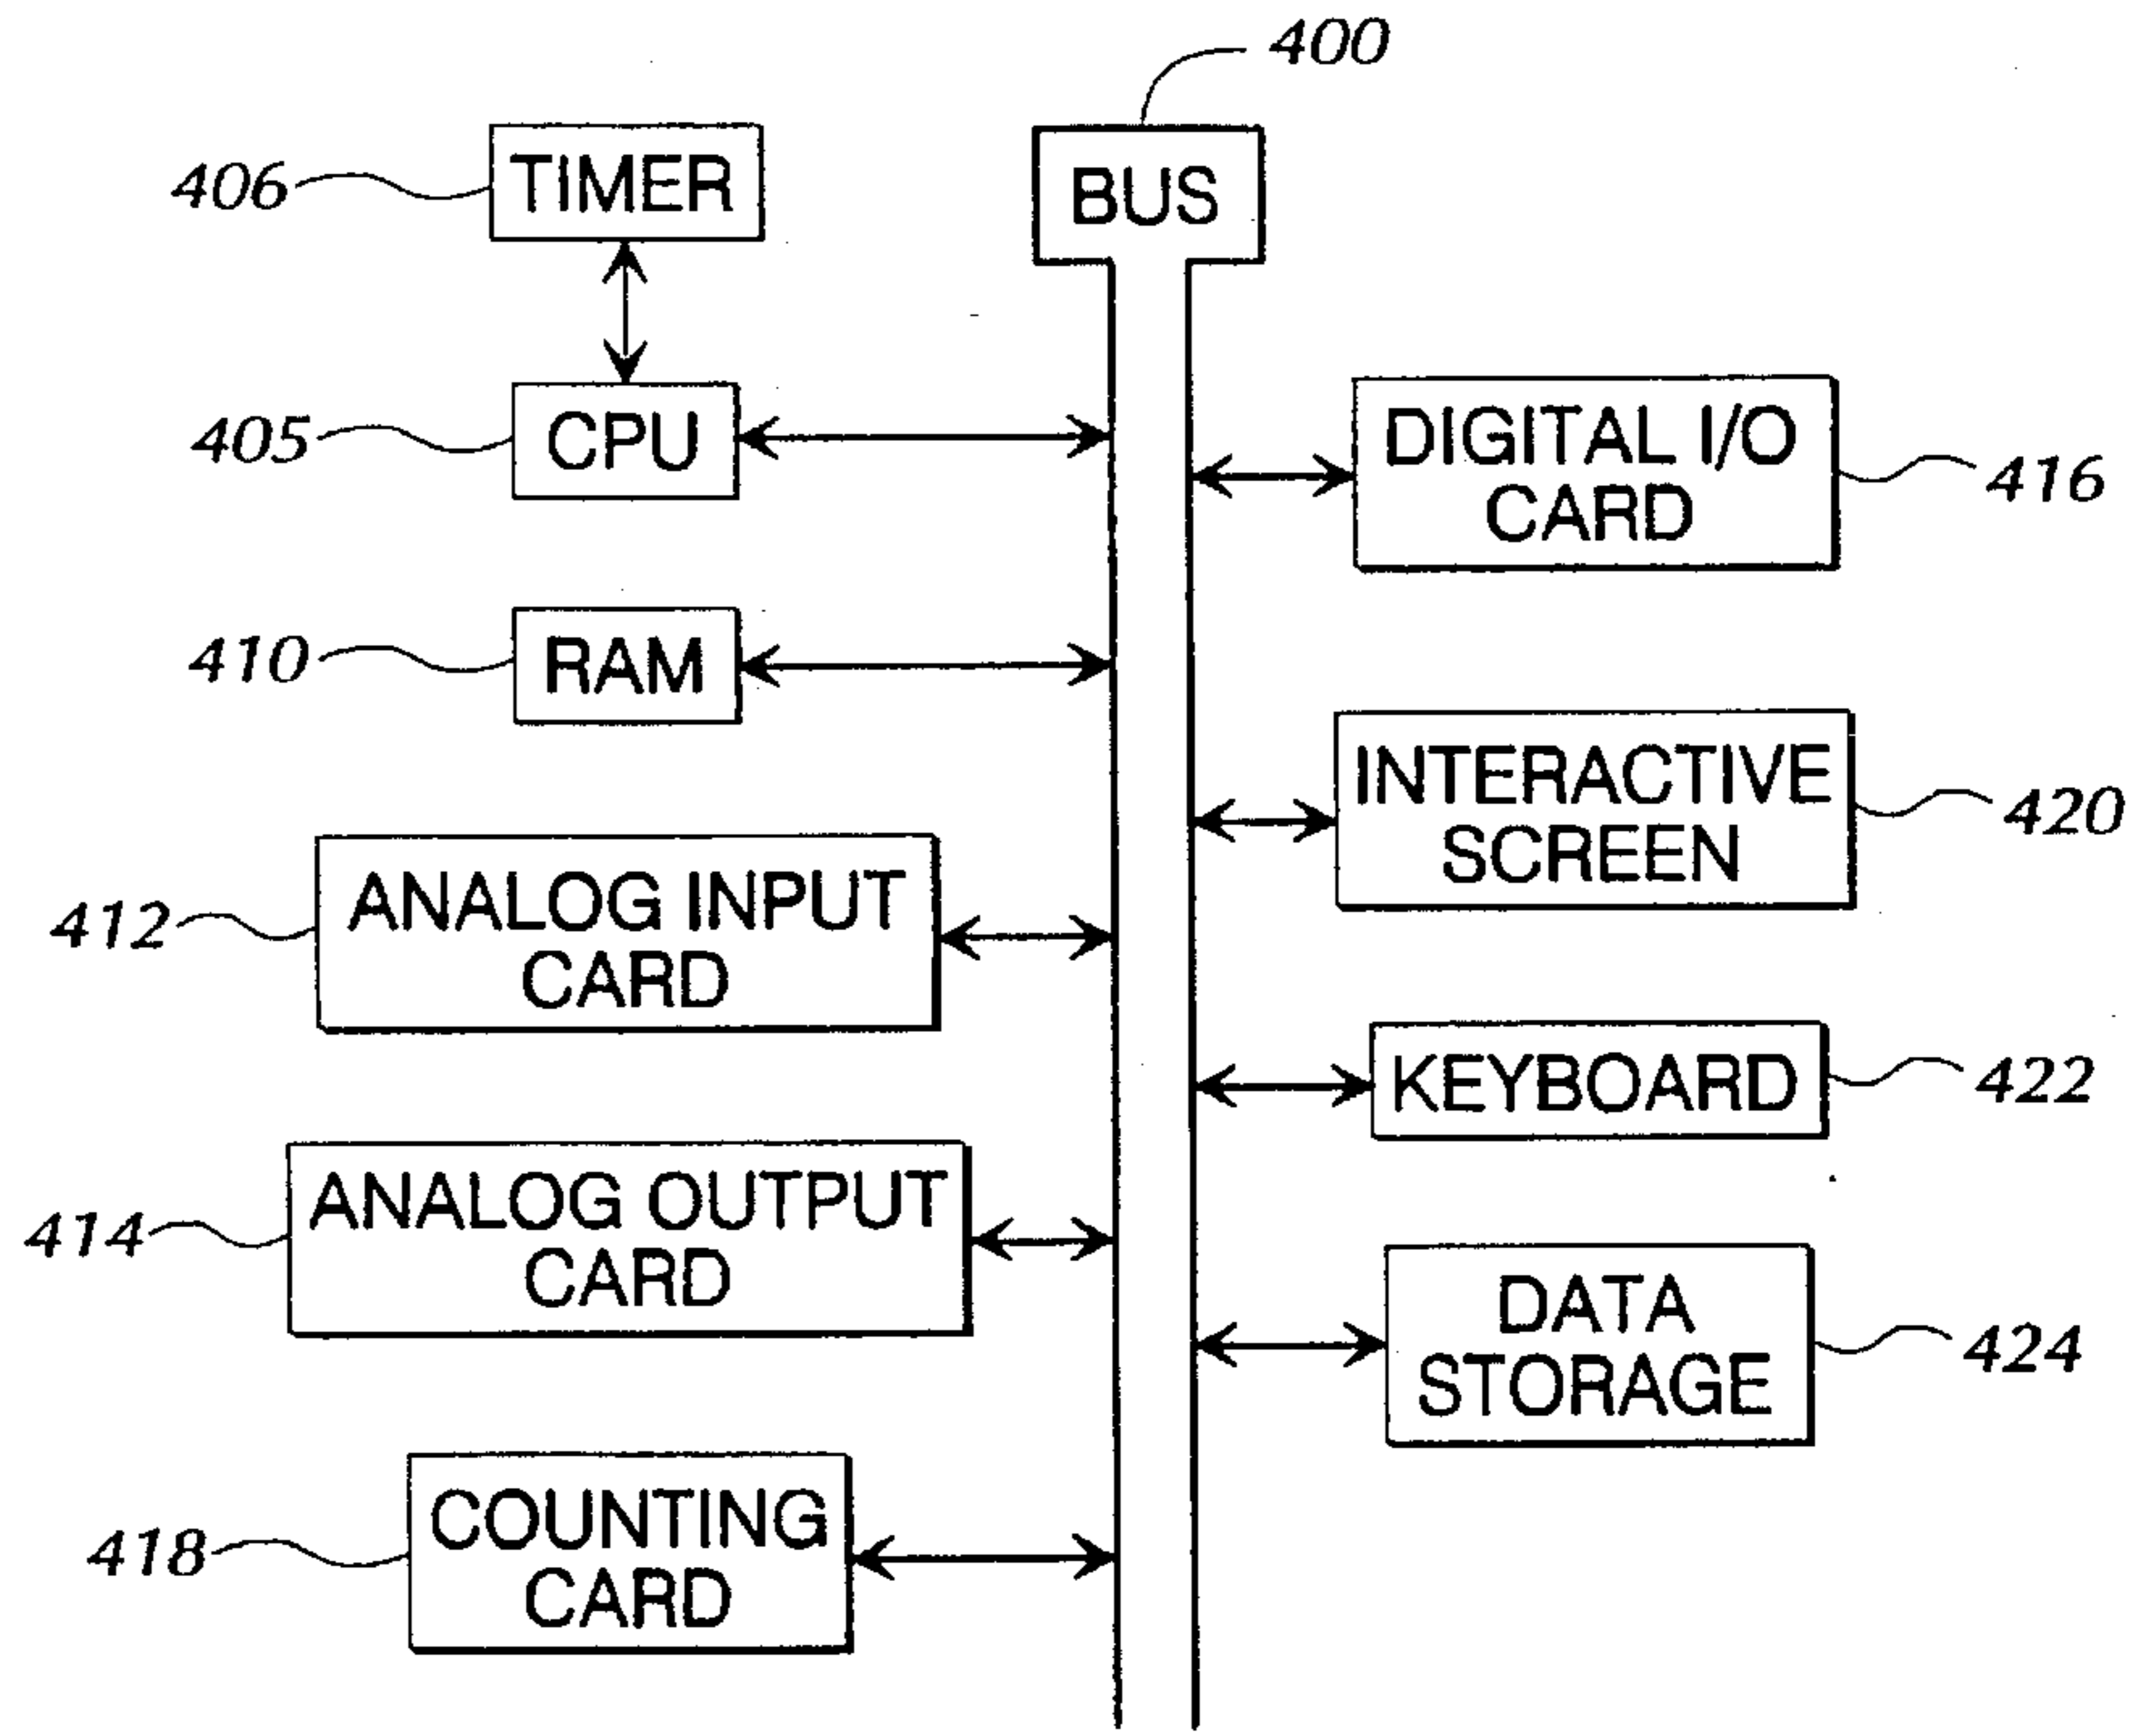 400
406
TIMER
BUS
405
CPU
DIGITAL I/O
CARD
416
410
RAM
INTERACTIVE
SCREEN
420
412
ANALOG INPUT
CARD
KEYBOARD
422
414
ANALOG OUTPUT
CARD
DATA
STORAGE
424
418
COUNTING
CARD